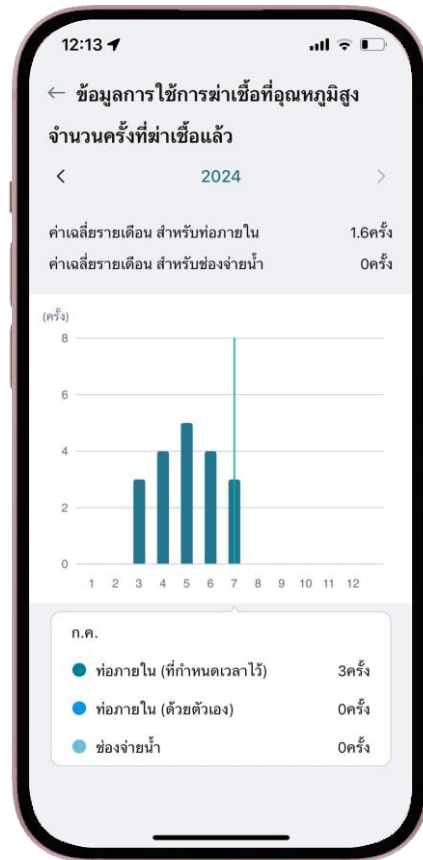 12:13
← ข้อมูลการใช้การฆ่าเชื้อที่อุณหภูมิสูง
จำนวนครั้งที่ฆ่าเชื้อแล้ว
< 2024 >
ค่าเฉลี่ยรายเดือน สำหรับท่อภายใน 1.6ครั้ง
ค่าเฉลี่ยรายเดือน สำหรับช่องจ่ายน้ำ 0ครั้ง
(ครั้ง)
8
6
4
2
0
1 2 3 4 5 6 7 8 9 10 11 12
ก.ค.
ท่อภายใน (ที่กำหนดเวลาไว้) 3ครั้ง
ท่อภายใน (ด้วยตัวเอง) 0ครั้ง
ช่องจ่ายน้ำ 0ครั้ง